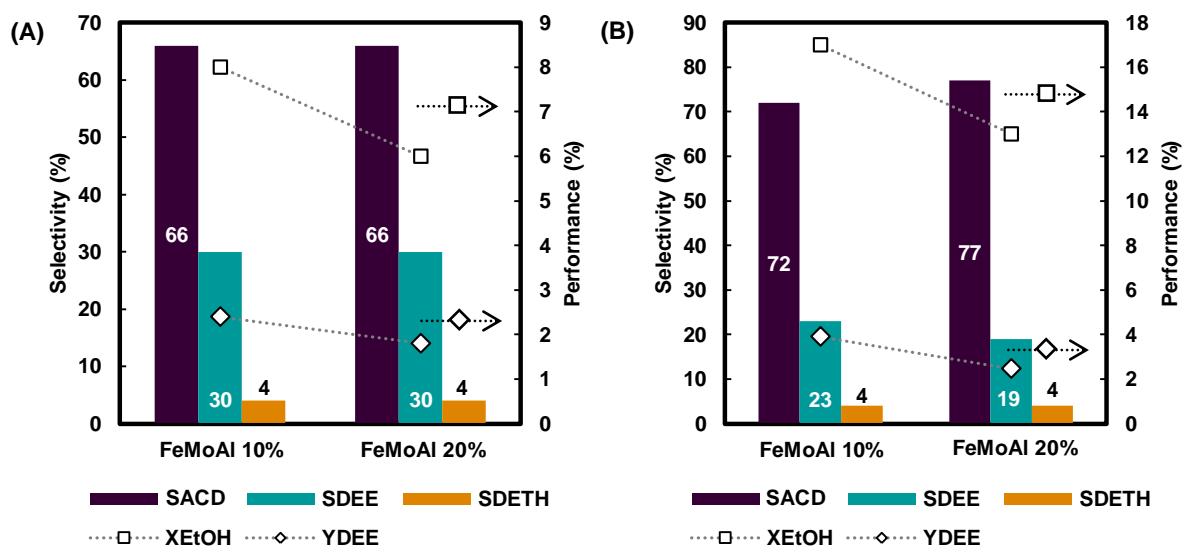 (A)
Selectivity (%)
70
60
50
40
30
20
10
0
66
30
4
66
30
4
9
8
7
6
5
4
3
2
1
0
Performance (%)
FeMoAl 10%
FeMoAl 20%
SACD
SDEE
SDETH
XEtOH
YDEE
(B)
Selectivity (%)
90
80
70
60
50
40
30
20
10
0
72
23
4
77
19
4
18
16
14
12
10
8
6
4
2
0
Performance (%)
FeMoAl 10%
FeMoAl 20%
SACD
SDEE
SDETH
XEtOH
YDEE